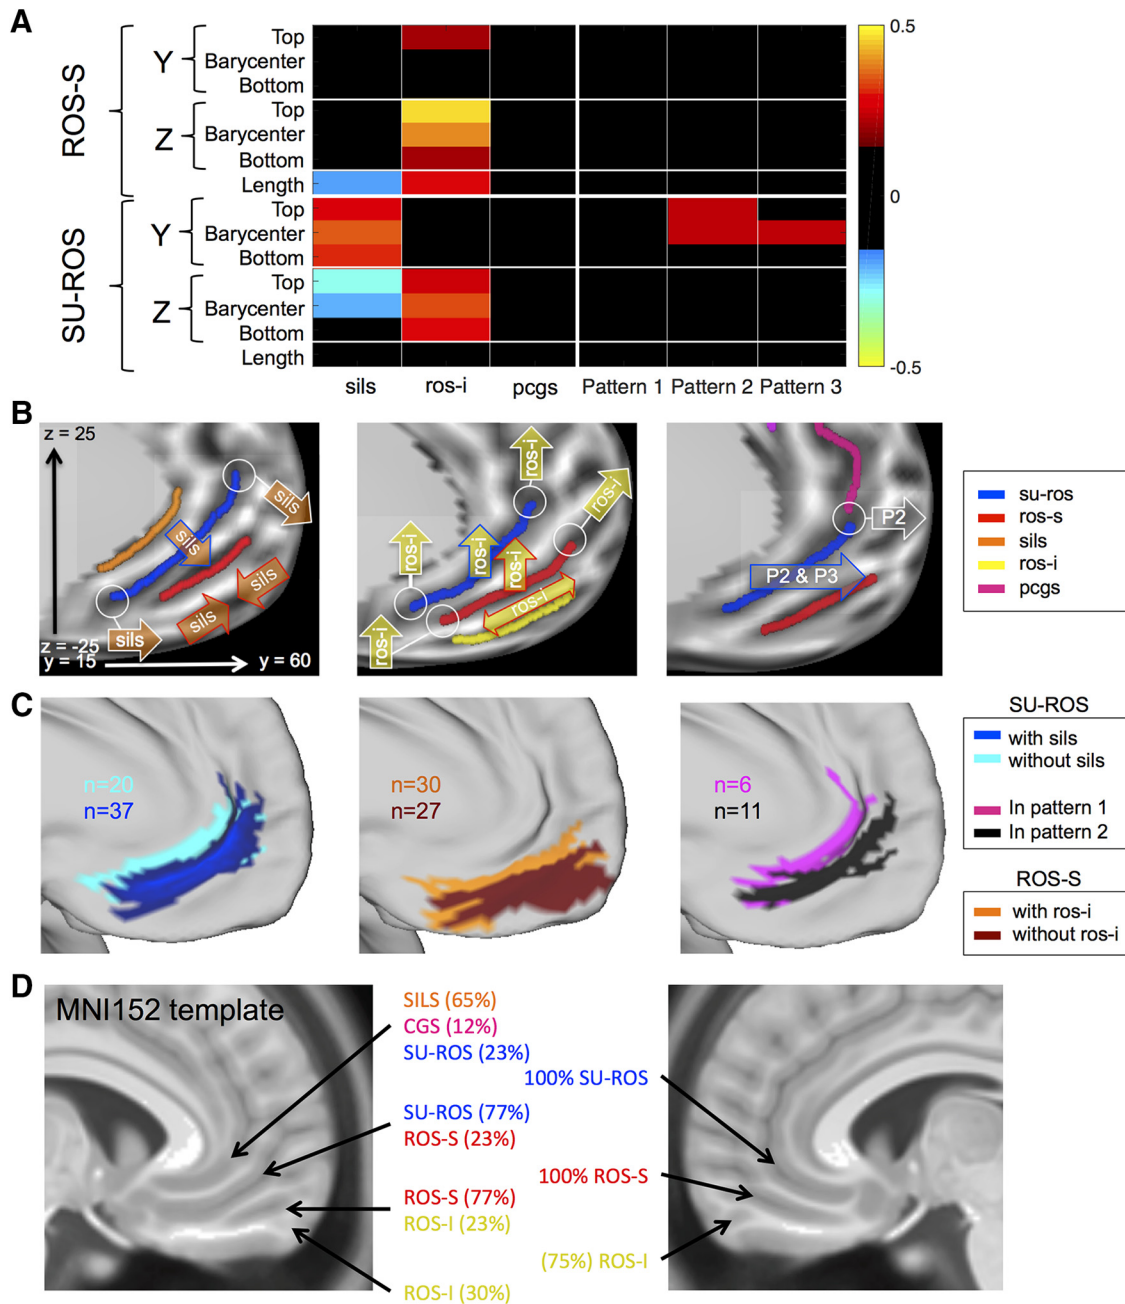 A
ROS-S
Y
Top
Barycenter
Bottom
Z
Top
Barycenter
Bottom
Length
SU-ROS
Y
Top
Barycenter
Bottom
Z
Top
Barycenter
Bottom
Length
sils
ros-i
pcgs
Pattern 1
Pattern 2
Pattern 3
0.5
0
-0.5
B
z = 25
sils
sils
sils
sils
sils
z = -25
y = 15
y = 60
ros-i
ros-i
ros-i
ros-i
ros-i
ros-i
ros-i
P2
P2 & P3
su-ros
ros-s
sils
ros-i
pcgs
C
n=20
n=37
n=30
n=27
n=6
n=11
SU-ROS
with sils
without sils
In pattern 1
In pattern 2
ROS-S
with ros-i
without ros-i
D
MNI152 template
SILS (65%)
CGS (12%)
SU-ROS (23%)
100% SU-ROS
SU-ROS (77%)
ROS-S (23%)
100% ROS-S
ROS-S (77%)
ROS-I (23%)
(75%) ROS-I
ROS-I (30%)